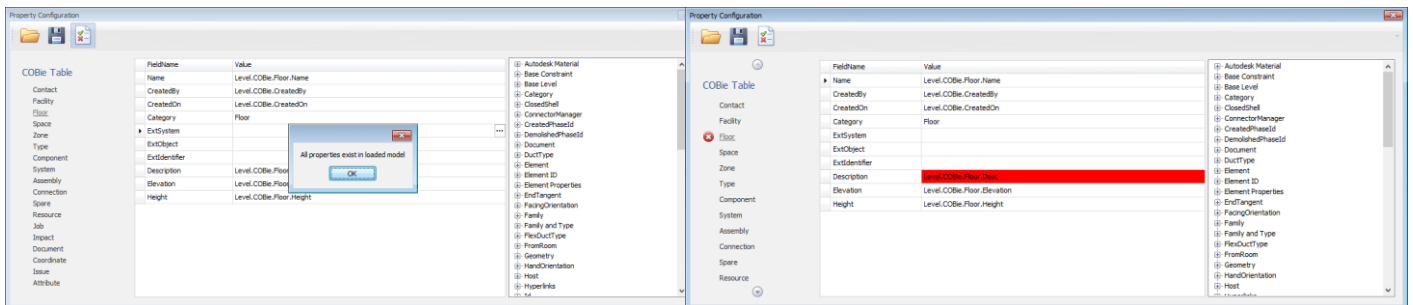 Property Configuration
COBie Table
Contact
Facility
Floor
Space
Zone
Type
Component
System
Assembly
Connection
Spare
Resource
Job
Impact
Document
Coordinate
Issue
Attribute
FieldName Value
Name Level.COBie.Floor.Name
CreatedBy Level.COBie.CreatedBy
CreatedOn Level.COBie.CreatedOn
Category Floor
ExtSystem ...
ExtObject
ExtIdentifier
Description Level.COBie.Floor
Elevation Level.COBie.Floor
Height Level.COBie.Floor.Height
All properties exist in loaded model
OK
Autodesk Material
Base Constraint
Base Level
Category
ClosedShell
ConnectorManager
CreatedPhaseId
DemolishedPhaseId
Document
DuctType
Element
Element ID
Element Properties
EndTangent
FacingOrientation
Family
Family and Type
FlexDuctType
FromRoom
Geometry
HandOrientation
Host
Hyperlinks
Id
Property Configuration
COBie Table
Contact
Facility
Floor
Space
Zone
Type
Component
System
Assembly
Connection
Spare
Resource
FieldName Value
Name Level.COBie.Floor.Name
CreatedBy Level.COBie.CreatedBy
CreatedOn Level.COBie.CreatedOn
Category Floor
ExtSystem
ExtObject
ExtIdentifier
Description Level.COBie.Floor.Desc
Elevation Level.COBie.Floor.Elevation
Height Level.COBie.Floor.Height
Autodesk Material
Base Constraint
Base Level
Category
ClosedShell
ConnectorManager
CreatedPhaseId
DemolishedPhaseId
Document
DuctType
Element
Element ID
Element Properties
EndTangent
FacingOrientation
Family
Family and Type
FlexDuctType
FromRoom
Geometry
HandOrientation
Host
Hyperlinks